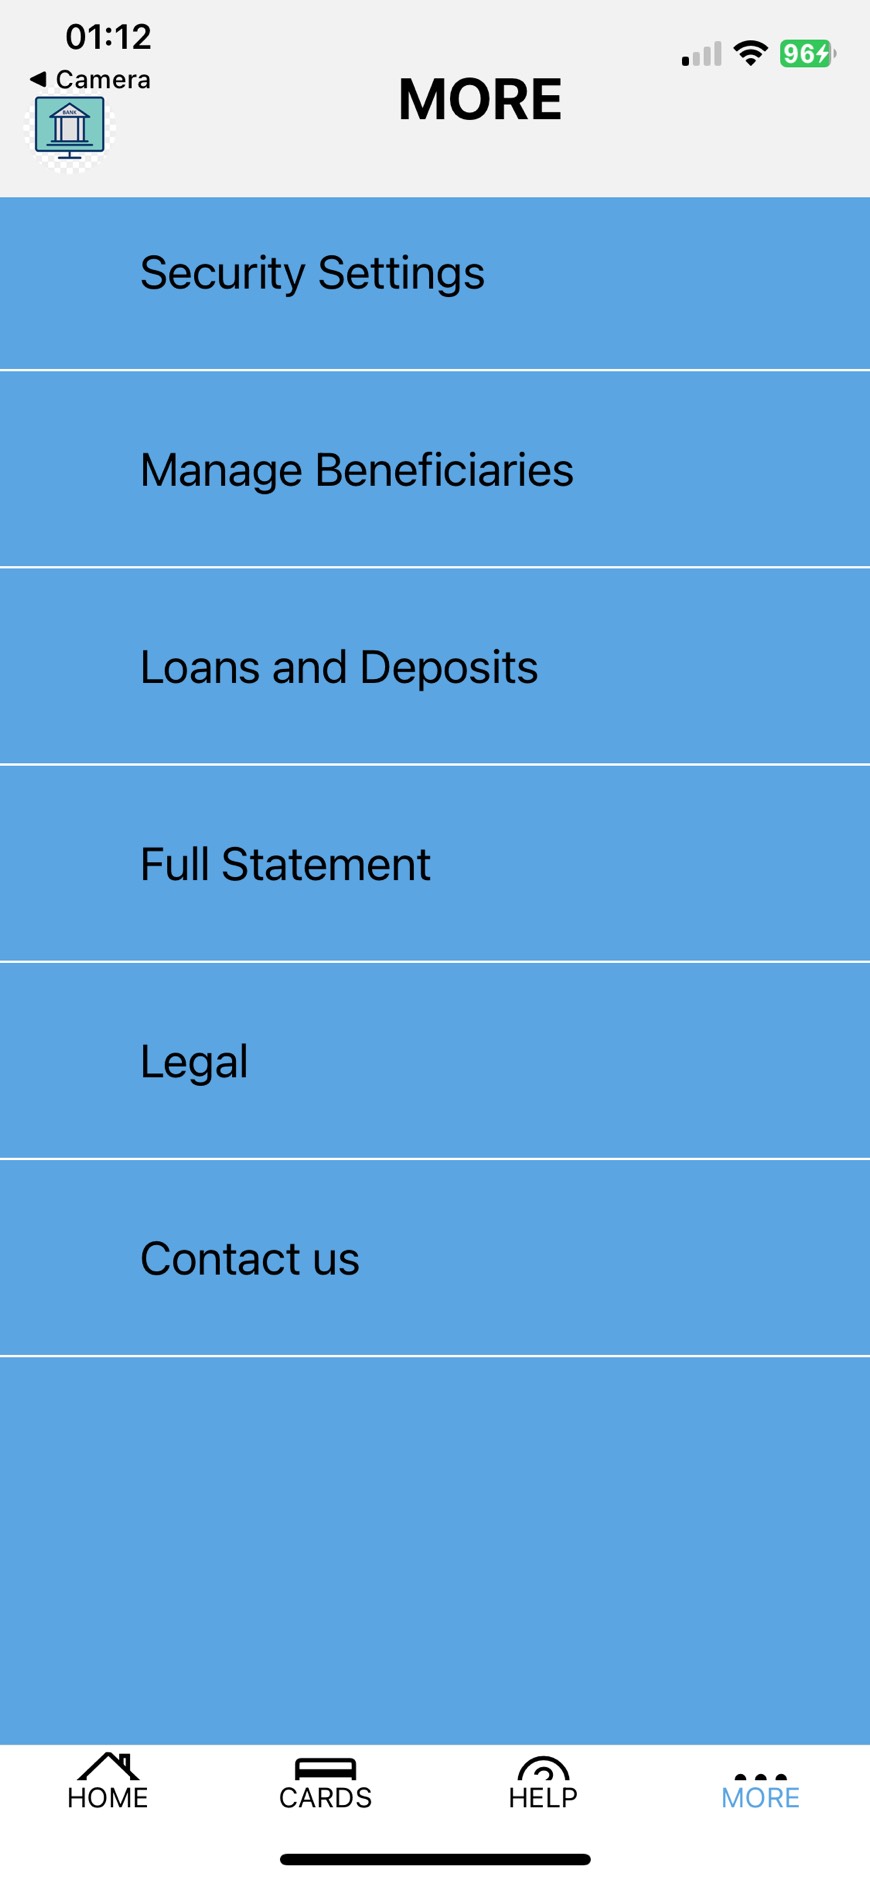 01:12
◀ Camera
96
BANK
MORE
Security Settings
Manage Beneficiaries
Loans and Deposits
Full Statement
Legal
Contact us
HOME
CARDS
HELP
MORE